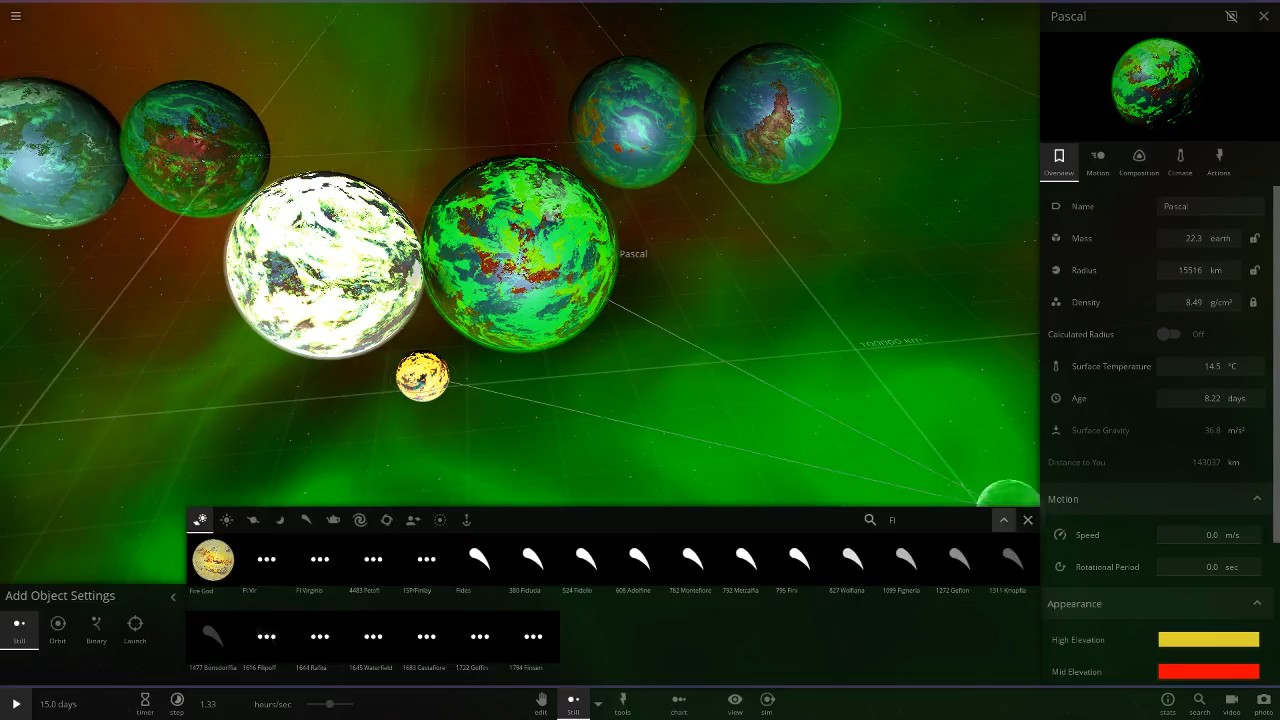 Pascal
Overview
Motion
Composition
Climate
Actions
Name
Pascal
Mass
22.3 earth
Radius
15516 km
Density
8.49 g/cm³
Calculated Radius
Off
Surface Temperature
14.5 °C
Age
8.22 days
Surface Gravity
36.8 m/s²
Distance to You
143037 km
Motion
Speed
0.0 m/s
Rotational Period
0.0 sec
Appearance
High Elevation
Mid Elevation
Pascal
100000 km
Fi
Fire God
Fl Vir
Fl Virginis
4483 Petofi
15P/Finlay
Fides
380 Fiducia
524 Fidelio
608 Adolfine
782 Montefiore
792 Metcalfia
795 Fini
827 Wolfiana
1099 Figneria
1272 Gefion
1311 Knopfia
1477 Bonsdorffia
1616 Filipoff
1644 Rafita
1645 Waterfield
1683 Castafiore
1722 Goffin
1794 Finsen
Add Object Settings
Still
Orbit
Binary
Launch
15.0 days
timer
step
1.33
hours/sec
edit
Still
tools
chart
view
sim
stats
search
video
photo